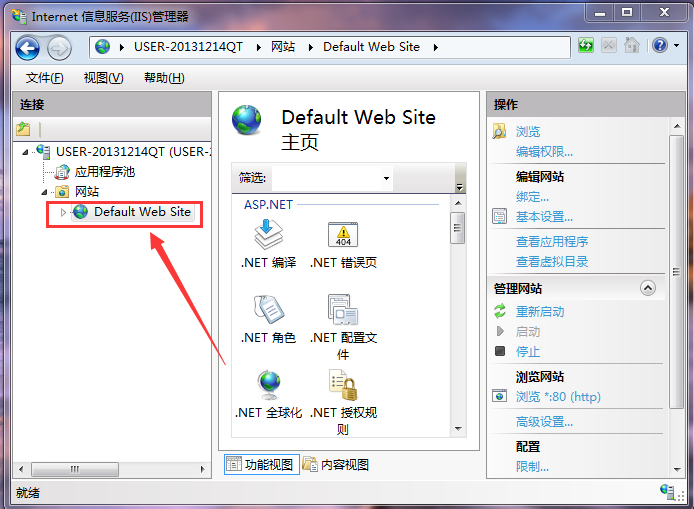 Internet 信息服务(IIS)管理器
USER-20131214QT 网站 Default Web Site
文件(F) 视图(V) 帮助(H)
连接
USER-20131214QT (USER-2
应用程序池
网站
Default Web Site
Default Web Site
主页
筛选:
ASP.NET
.NET 编译 .NET 错误页
404
.NET 角色 .NET 配置文
件
.NET 全球化 .NET 授权规
则
功能视图 内容视图
操作
浏览
编辑权限...
编辑网站
绑定...
基本设置...
查看应用程序
查看虚拟目录
管理网站
重新启动
启动
停止
浏览网站
浏览 *:80 (http)
高级设置...
配置
限制...
就绪